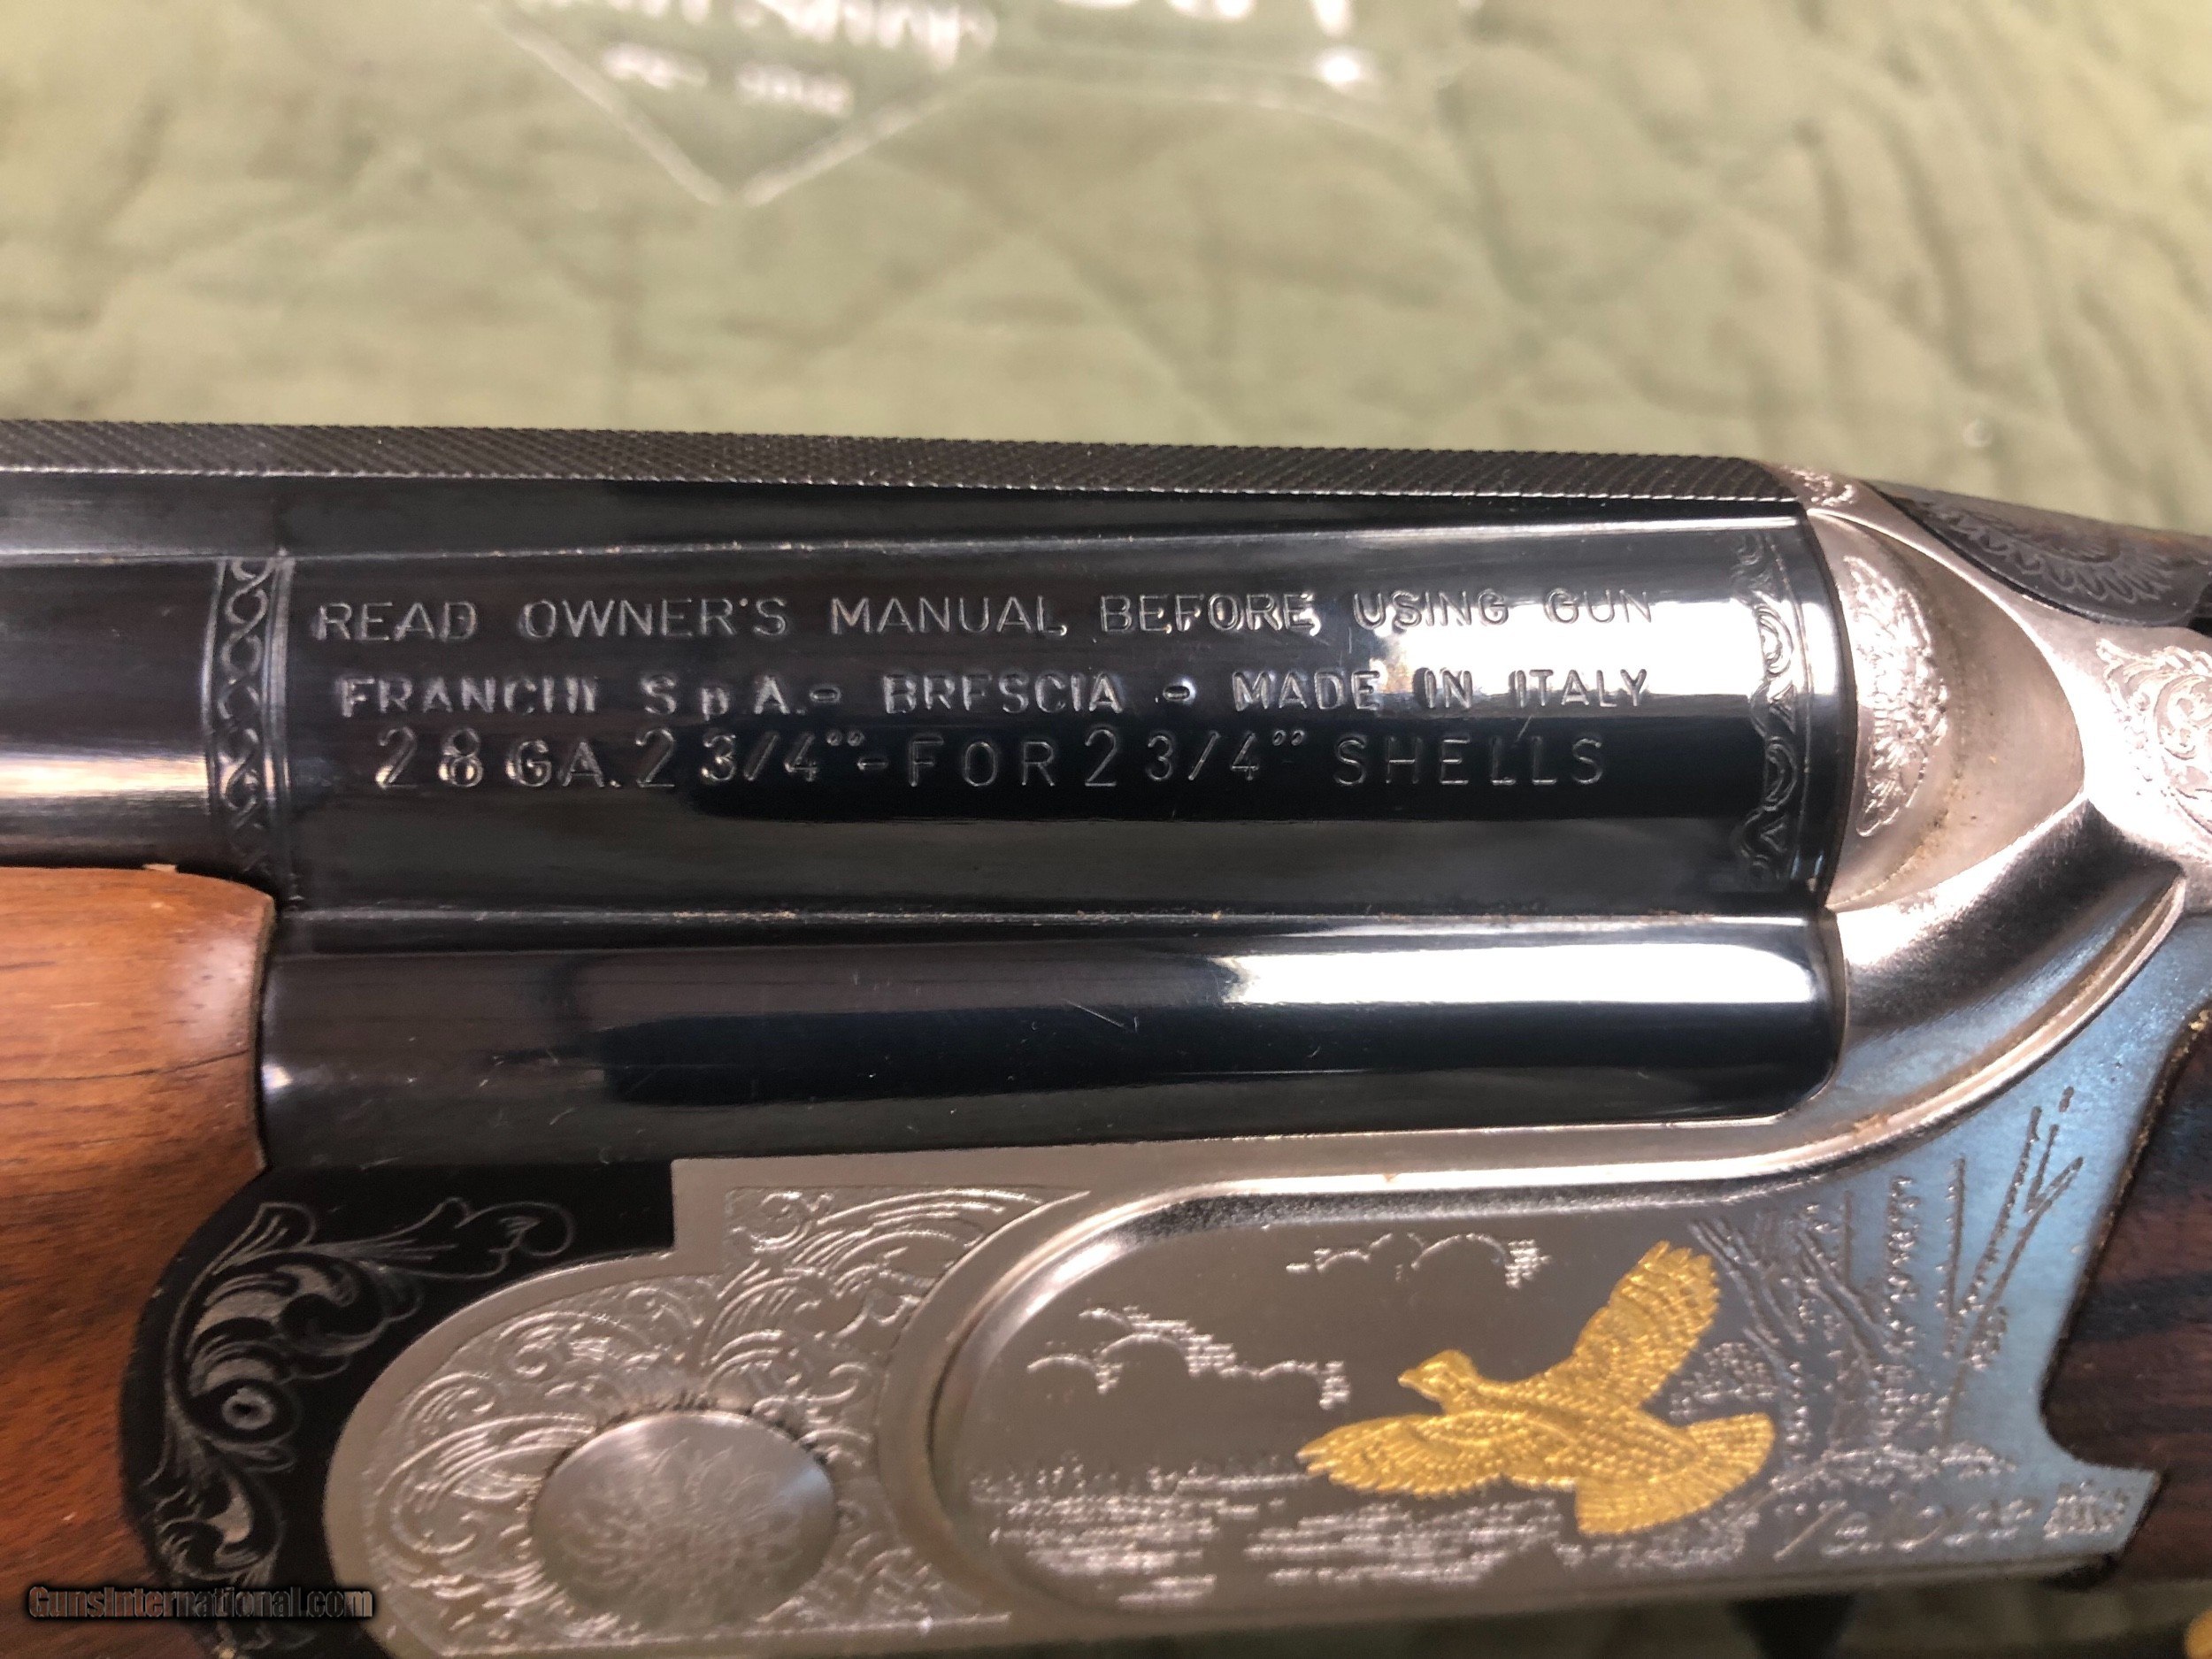 READ OWNER'S MANUAL BEFORE USING GUN
FRANCHI S p A.- BRESCIA - MADE IN ITALY
28 GA. 2 3/4"-FOR 2 3/4" SHELLS
GunsInternational.com